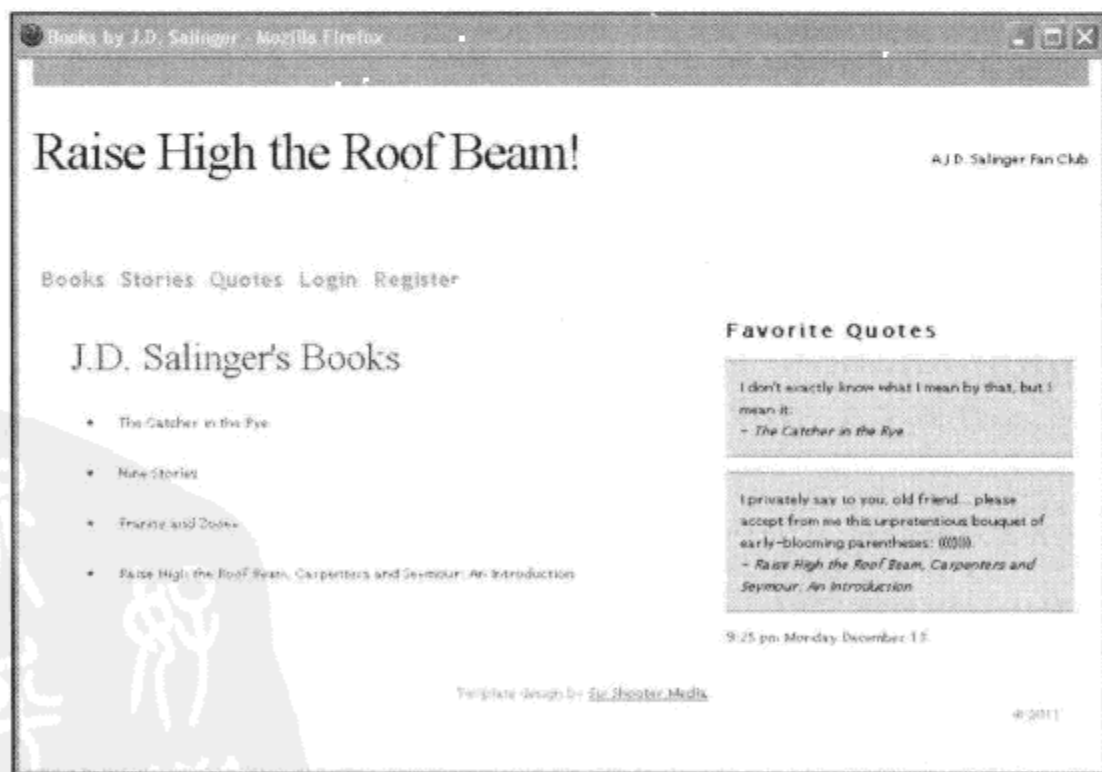 Books by J.D. Salinger - Mozilla Firefox
Raise High the Roof Beam!
A J.D. Salinger Fan Club
Books Stories Quotes Login Register
J.D. Salinger's Books
• The Catcher in the Rye
• Nine Stories
• Franny and Zooey
• Raise High the Roof Beam, Carpenters and Seymour: An Introduction
Favorite Quotes
I don't exactly know what I mean by that, but I
mean it.
– The Catcher in the Rye
I privately say to you, old friend... please
accept from me this unpretentious bouquet of
early-blooming parentheses: (((()))).
– Raise High the Roof Beam, Carpenters and
Seymour: An Introduction
9:25 pm Monday December 13
Template design by Six Shooter Media.
© 2011